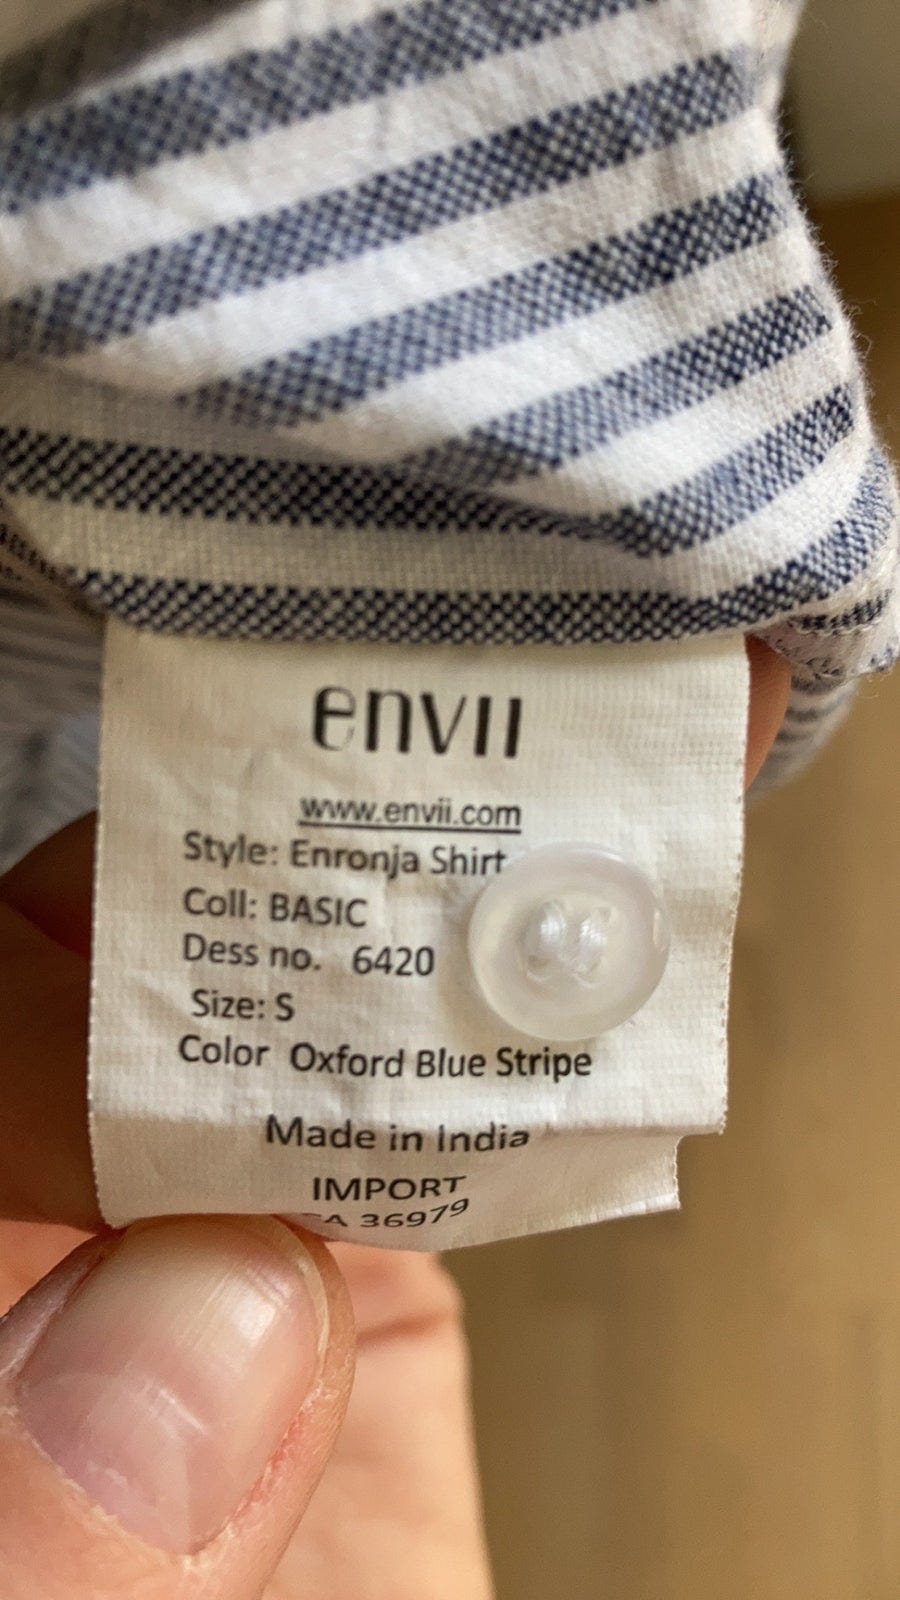 envii
www.envii.com
Style: Enronja Shirt
Coll: BASIC
Dess no. 6420
Size: S
Color Oxford Blue Stripe
Made in India
IMPORT
36979